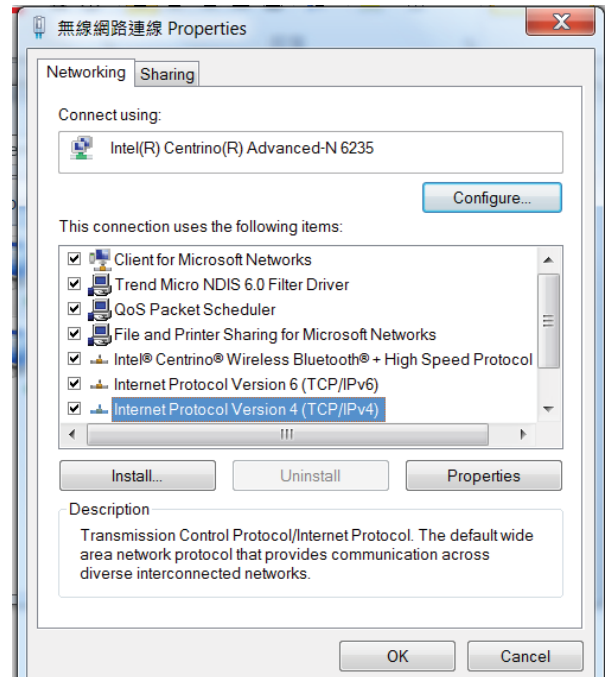 無線網路連線 Properties
Networking Sharing
Connect using:
Intel(R) Centrino(R) Advanced-N 6235
Configure...
This connection uses the following items:
Client for Microsoft Networks
Trend Micro NDIS 6.0 Filter Driver
QoS Packet Scheduler
File and Printer Sharing for Microsoft Networks
Intel® Centrino® Wireless Bluetooth® + High Speed Protocol
Internet Protocol Version 6 (TCP/IPv6)
Internet Protocol Version 4 (TCP/IPv4)
Install... Uninstall Properties
Description
Transmission Control Protocol/Internet Protocol. The default wide
area network protocol that provides communication across
diverse interconnected networks.
OK Cancel